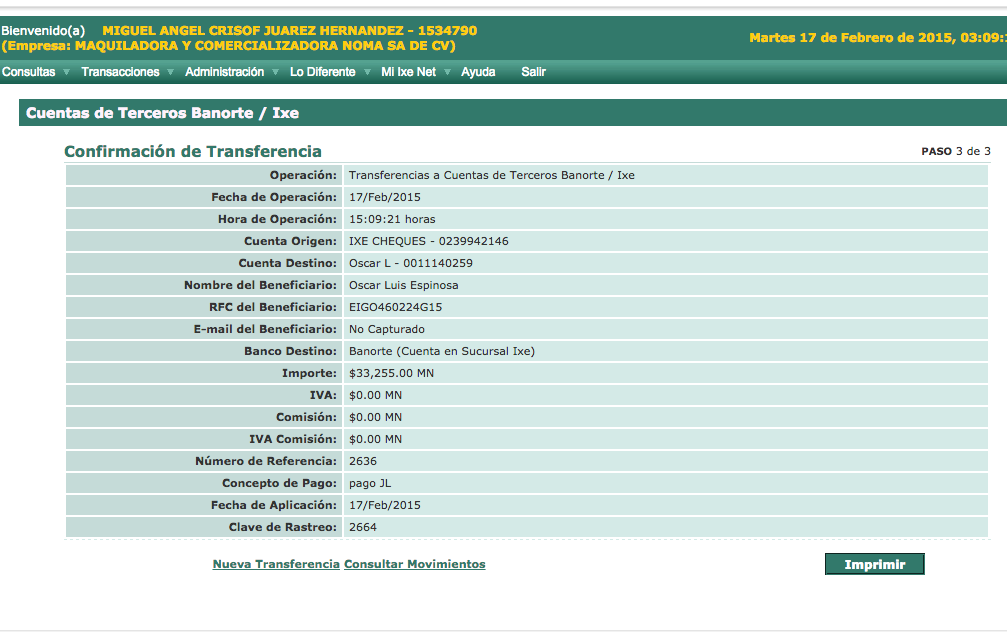 Bienvenido(a) MIGUEL ANGEL CRISOF JUAREZ HERNANDEZ - 1534790
(Empresa: MAQUILADORA Y COMERCIALIZADORA NOMA SA DE CV)
Martes 17 de Febrero de 2015, 03:09:
Consultas Transacciones Administración Lo Diferente Mi Ixe Net Ayuda Salir
Cuentas de Terceros Banorte / Ixe
Confirmación de Transferencia PASO 3 de 3
Operación: Transferencias a Cuentas de Terceros Banorte / Ixe
Fecha de Operación: 17/Feb/2015
Hora de Operación: 15:09:21 horas
Cuenta Origen: IXE CHEQUES - 0239942146
Cuenta Destino: Oscar L - 0011140259
Nombre del Beneficiario: Oscar Luis Espinosa
RFC del Beneficiario: EIGO460224G15
E-mail del Beneficiario: No Capturado
Banco Destino: Banorte (Cuenta en Sucursal Ixe)
Importe: $33,255.00 MN
IVA: $0.00 MN
Comisión: $0.00 MN
IVA Comisión: $0.00 MN
Número de Referencia: 2636
Concepto de Pago: pago JL
Fecha de Aplicación: 17/Feb/2015
Clave de Rastreo: 2664
Nueva Transferencia Consultar Movimientos Imprimir